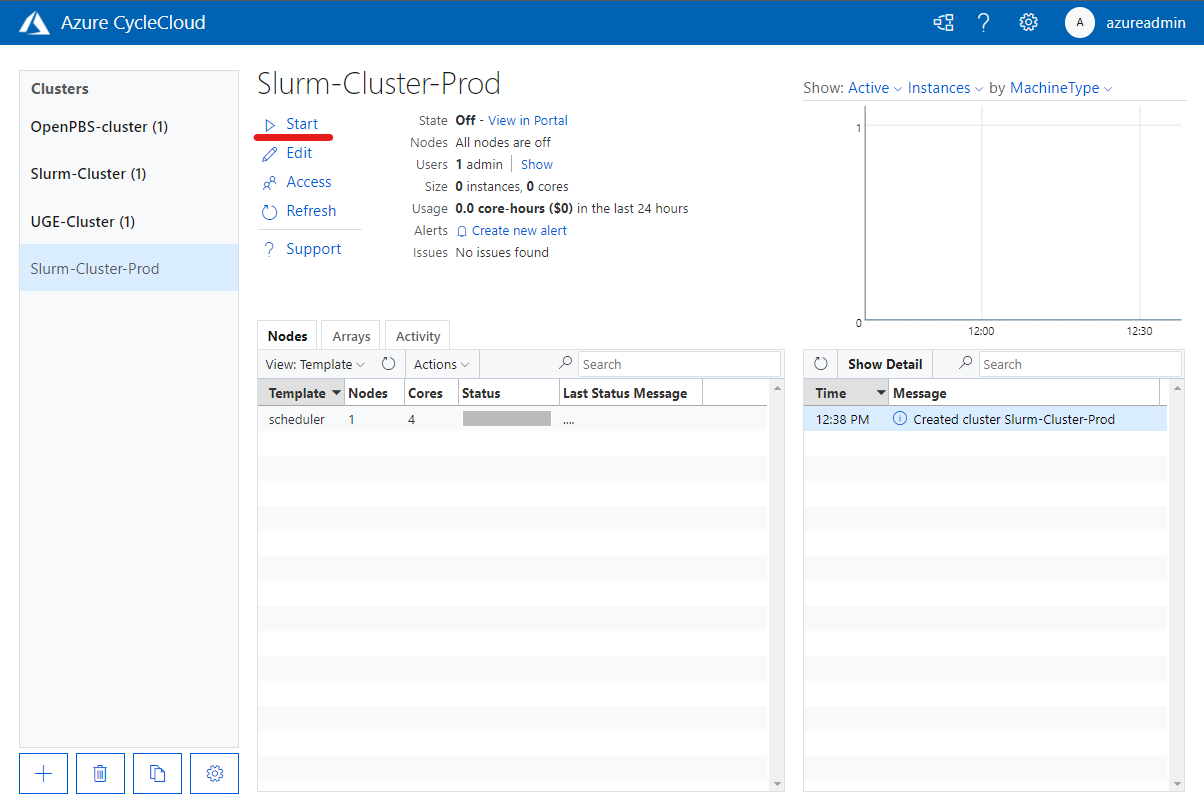 Azure CycleCloud
? A azureadmin
Clusters
OpenPBS-cluster (1)
Slurm-Cluster (1)
UGE-Cluster (1)
Slurm-Cluster-Prod
Slurm-Cluster-Prod
Start
Edit
Access
Refresh
? Support
State Off - View in Portal
Nodes All nodes are off
Users 1 admin Show
Size 0 instances, 0 cores
Usage 0.0 core-hours ($0) in the last 24 hours
Alerts Create new alert
Issues No issues found
Show: Active Instances by MachineType
1
0
12:00 12:30
Nodes Arrays Activity
View: Template Actions Search
Template Nodes Cores Status Last Status Message
scheduler 1 4 ....
Show Detail Search
Time Message
12:38 PM Created cluster Slurm-Cluster-Prod